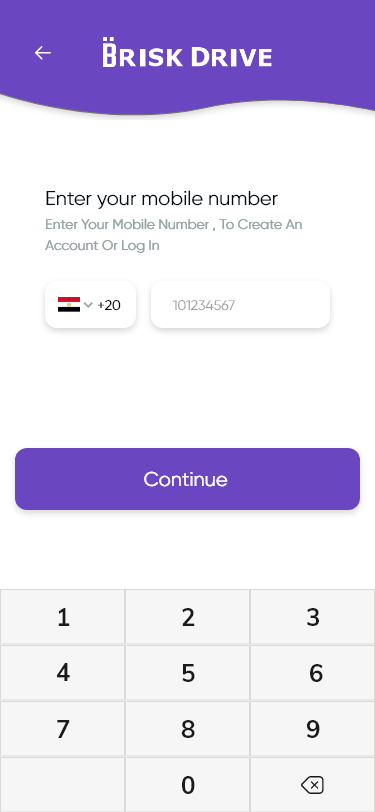 BRISK DRIVE
Enter your mobile number
Enter Your Mobile Number , To Create An
Account Or Log In
+20 101234567
Continue
1 2 3
4 5 6
7 8 9
0